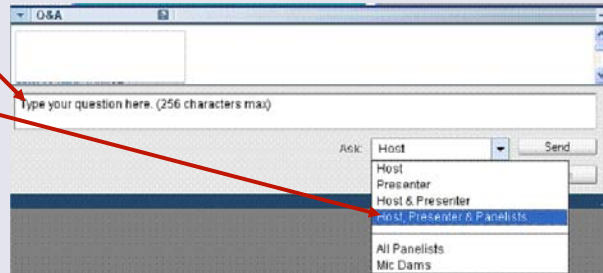 Q&A
Type your question here. (256 characters max)
Ask: Host Send
Host
Presenter
Host & Presenter
Host, Presenter & Panelists
All Panelists
Mic Dams